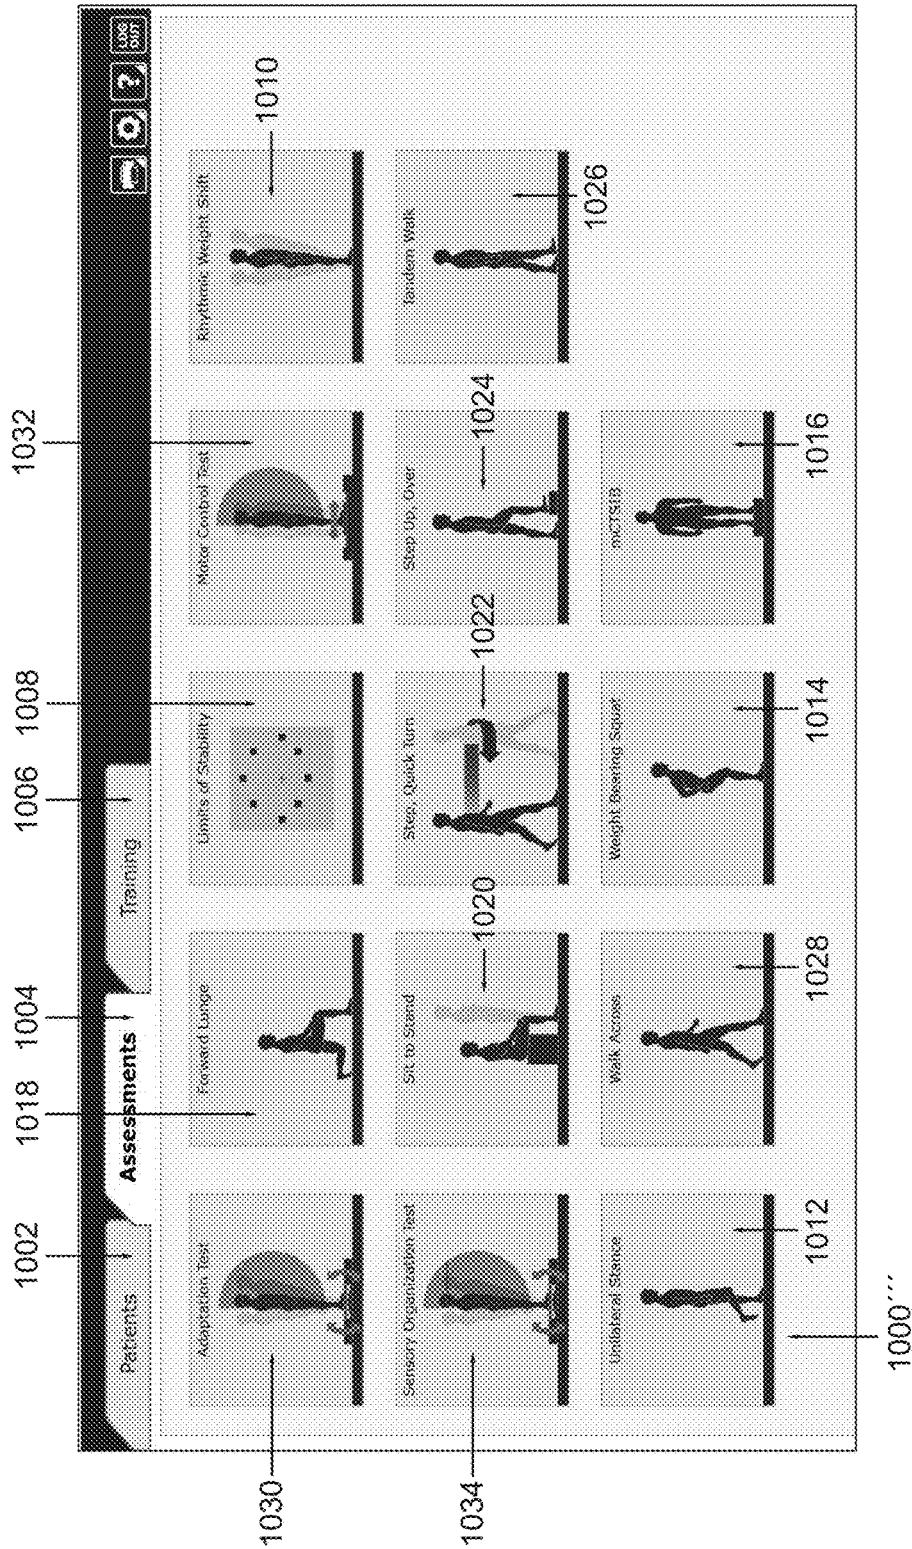 1002
1018
1004
1006
1008
1032
Patients
Assessments
Training
?
LOG
OUT
1030
Adaptation Test
Forward Lunge
Limits of Stability
Motor Control Test
Rhythmic Weight Shift
1010
1034
Sensory Organization Test
Sit to Stand
1020
Step, Quick Turn
1022
Step Up, Over
1024
Tandem Walk
1026
Unilateral Stance
Walk Across
Weight Bearing Squat
mCTSIB
1012
1028
1014
1016
1000′′′